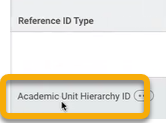 Reference ID Type
Academic Unit Hierarchy ID